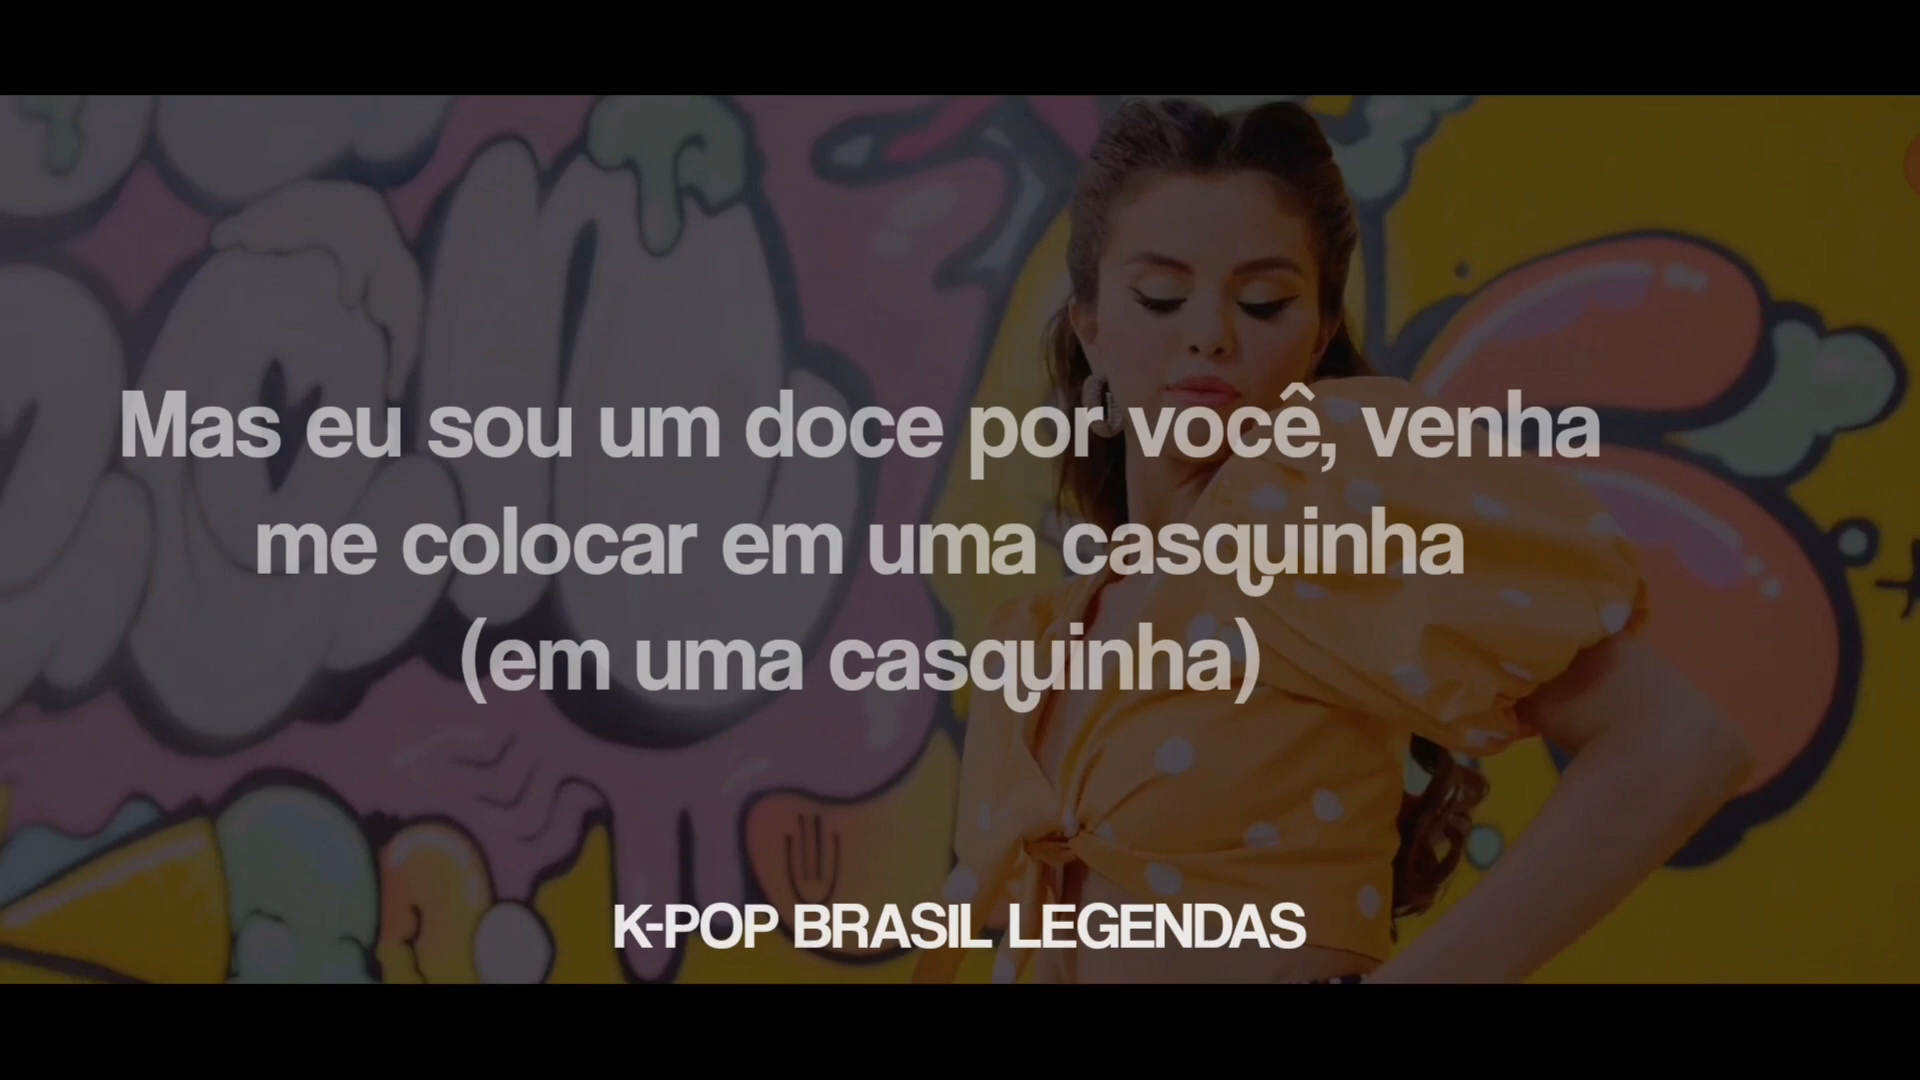 Mas eu sou um doce por você, venha
me colocar em uma casquinha
(em uma casquinha)
K-POP BRASIL LEGENDAS